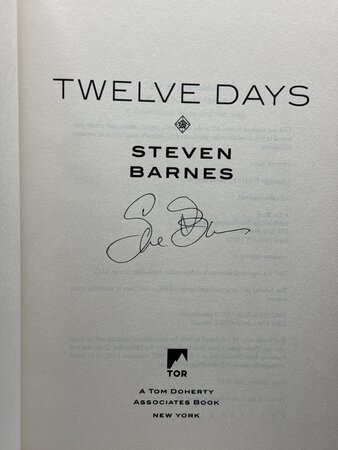 TWELVE DAYS
STEVEN
BARNES
TOR
A TOM DOHERTY
ASSOCIATES BOOK
NEW YORK